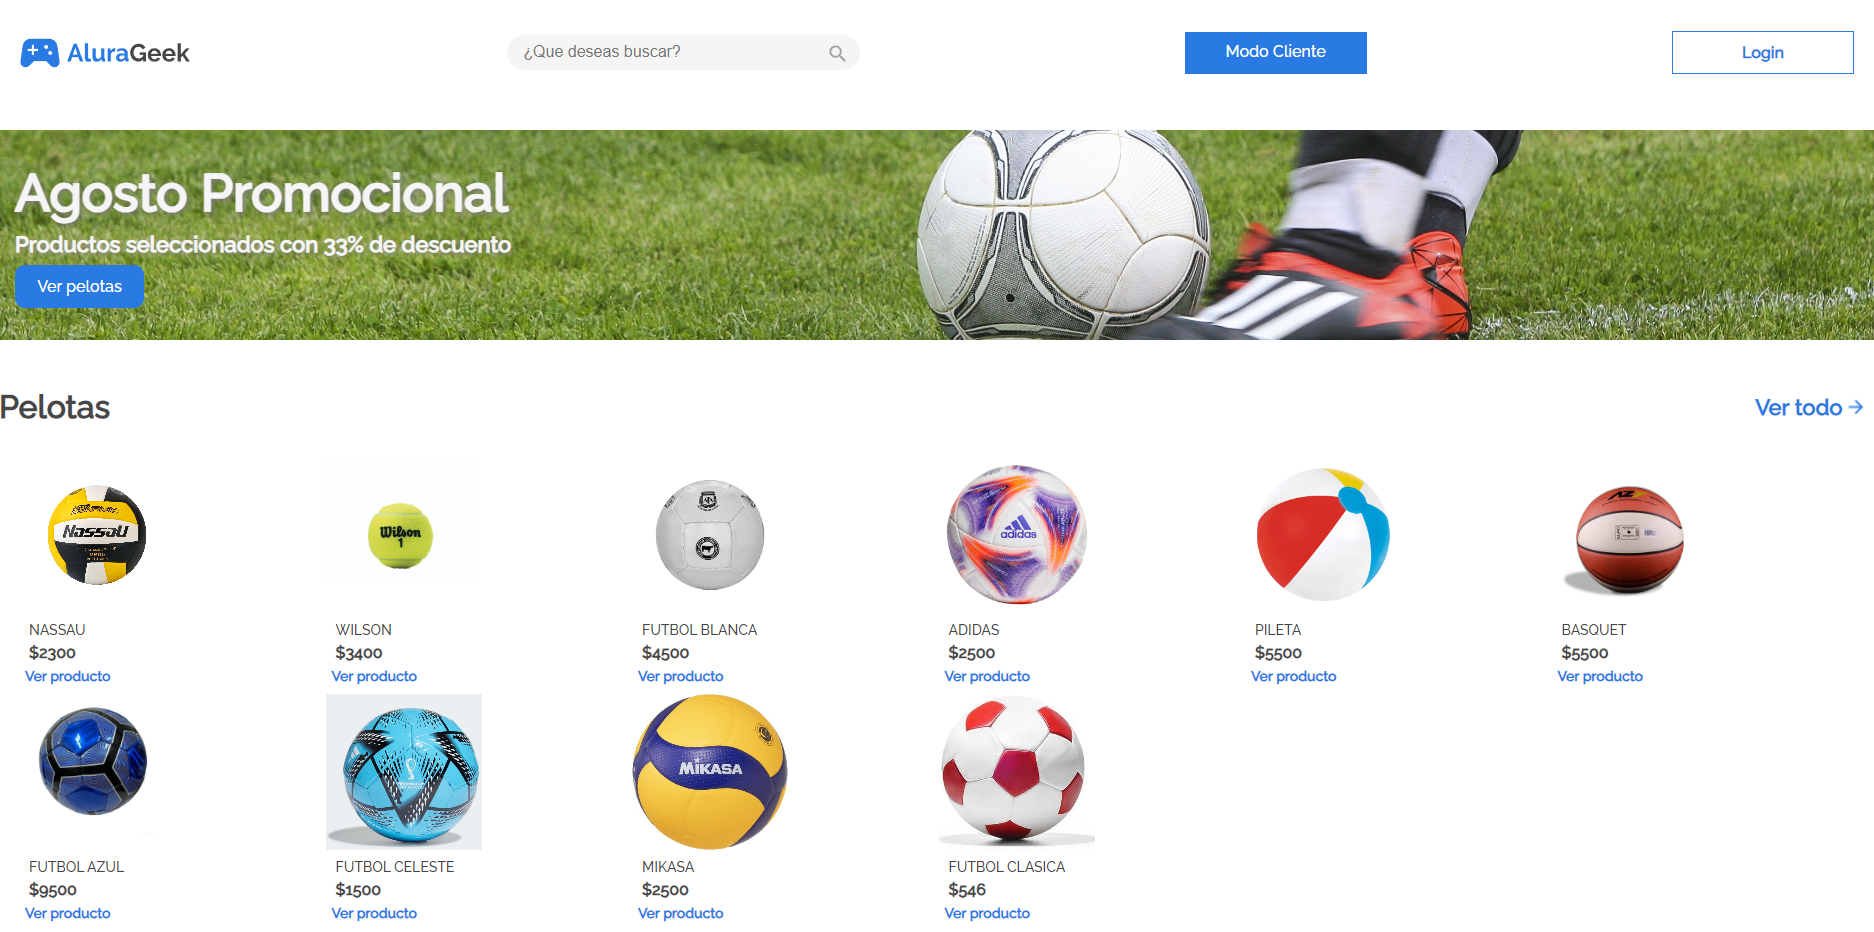 AluraGeek
¿Que deseas buscar?
Modo Cliente
Login
Agosto Promocional
Productos seleccionados con 33% de descuento
Ver pelotas
Pelotas
Ver todo
NassaU
Wilson
1
adidas
NASSAU
$2300
Ver producto
WILSON
$3400
Ver producto
FUTBOL BLANCA
$4500
Ver producto
ADIDAS
$2500
Ver producto
PILETA
$5500
Ver producto
BASQUET
$5500
Ver producto
MIKASA
FUTBOL AZUL
$9500
Ver producto
FUTBOL CELESTE
$1500
Ver producto
MIKASA
$2500
Ver producto
FUTBOL CLASICA
$546
Ver producto